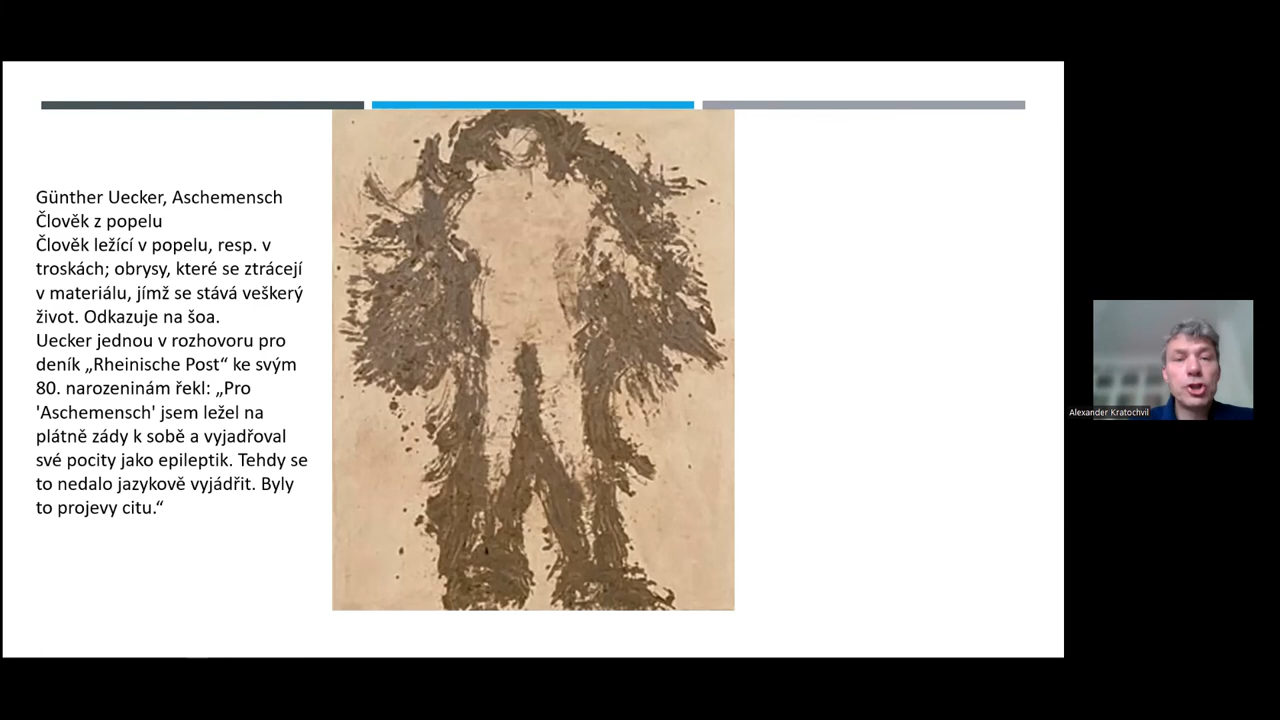 Günther Uecker, Aschemensch
Člověk z popelu
Člověk ležící v popelu, resp. v
troskách; obrysy, které se ztrácejí
v materiálu, jímž se stává veškerý
život. Odkazuje na šoa.
Uecker jednou v rozhovoru pro
deník „Rheinische Post“ ke svým
80. narozeninám řekl: „Pro
'Aschemensch' jsem ležel na
plátně zády k sobě a vyjadřoval
své pocity jako epileptik. Tehdy se
to nedalo jazykově vyjádřit. Byly
to projevy citu.“
Alexander Kratochvil